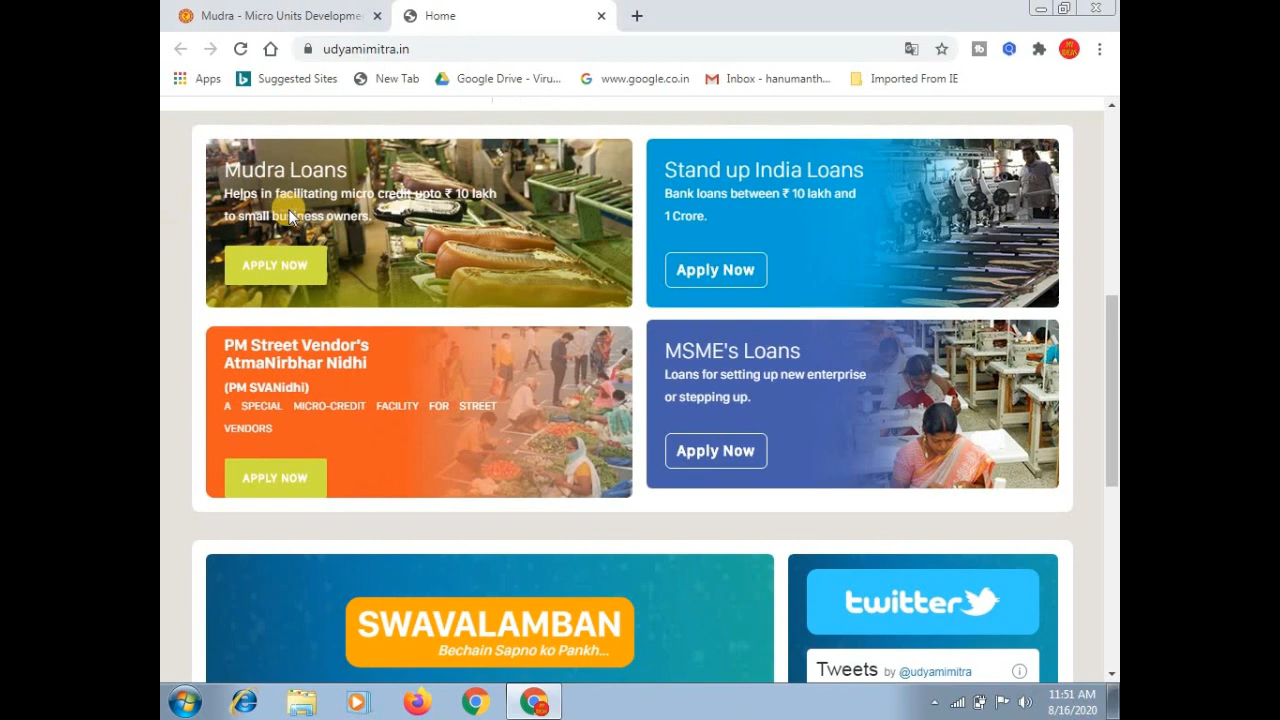 Mudra - Micro Units Developme
Home
udyamimitra.in
Apps
Suggested Sites
New Tab
Google Drive - Viru...
www.google.co.in
Inbox - hanumanth...
Imported From IE
Mudra Loans
Helps in facilitating micro credit upto ₹ 10 lakh
to small business owners.
APPLY NOW
Stand up India Loans
Bank loans between ₹ 10 lakh and
1 Crore.
Apply Now
PM Street Vendor's
AtmaNirbhar Nidhi
(PM SVANidhi)
A SPECIAL MICRO-CREDIT FACILITY FOR STREET
VENDORS
APPLY NOW
MSME's Loans
Loans for setting up new enterprise
or stepping up.
Apply Now
SWAVALAMBAN
Bechain Sapno ko Pankh...
twitter
Tweets by @udyamimitra
11:51 AM
8/16/2020